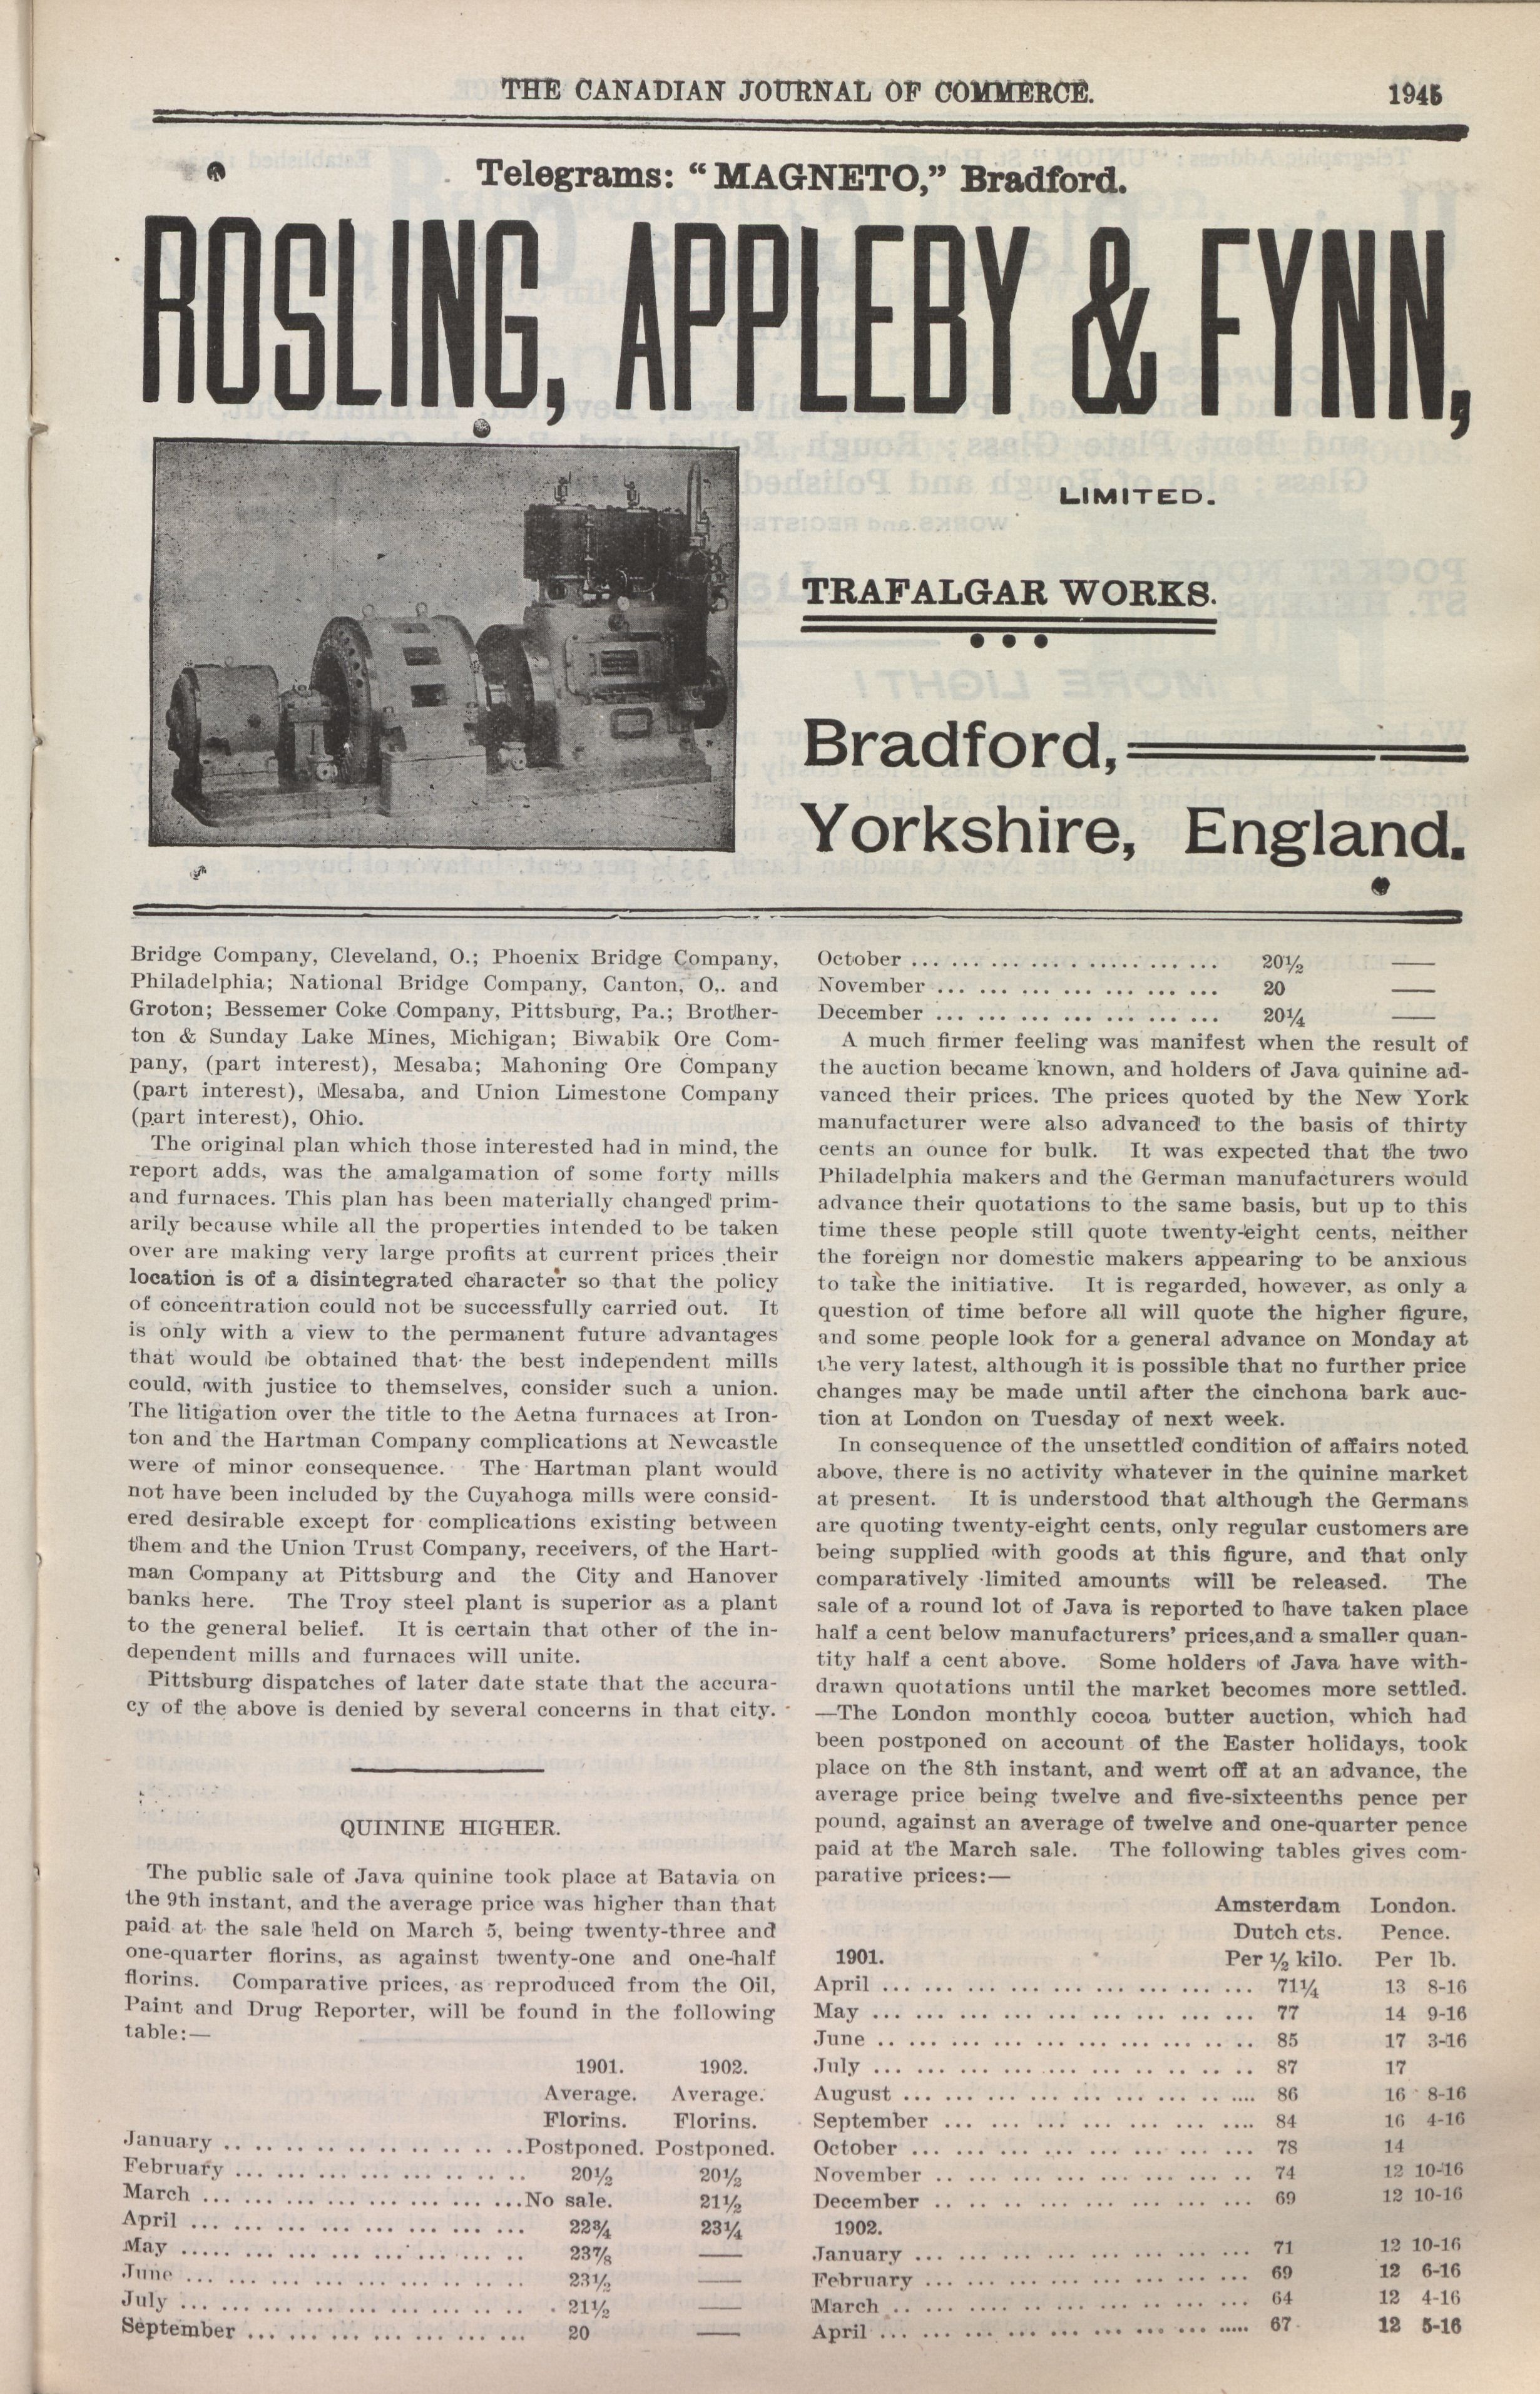 THE CANADIAN JOURNAL OF COMMERCE. 1945
Telegrams: “MAGNETO,” Bradford.
ROSLING, APPLEBY & FYNN,
LIMITED.
TRAFALGAR WORKS.
Bradford,
Yorkshire, England.
Bridge Company, Cleveland, O.; Phoenix Bridge Company,
Philadelphia; National Bridge Company, Canton, O,. and
Groton; Bessemer Coke Company, Pittsburg, Pa.; Brother-
ton & Sunday Lake Mines, Michigan; Biwabik Ore Com-
pany, (part interest), Mesaba; Mahoning Ore Company
(part interest), Mesaba, and Union Limestone Company
(part interest), Ohio.
The original plan which those interested had in mind, the
report adds, was the amalgamation of some forty mills
and furnaces. This plan has been materially changed prim-
arily because while all the properties intended to be taken
over are making very large profits at current prices their
location is of a disintegrated character so that the policy
of concentration could not be successfully carried out. It
is only with a view to the permanent future advantages
that would be obtained that the best independent mills
could, with justice to themselves, consider such a union.
The litigation over the title to the Aetna furnaces at Iron-
ton and the Hartman Company complications at Newcastle
were of minor consequence. The Hartman plant would
not have been included by the Cuyahoga mills were consid-
ered desirable except for complications existing between
them and the Union Trust Company, receivers, of the Hart-
man Company at Pittsburg and the City and Hanover
banks here. The Troy steel plant is superior as a plant
to the general belief. It is certain that other of the in-
dependent mills and furnaces will unite.
Pittsburg dispatches of later date state that the accura-
cy of the above is denied by several concerns in that city.
QUININE HIGHER.
The public sale of Java quinine took place at Batavia on
the 9th instant, and the average price was higher than that
paid at the sale held on March 5, being twenty-three and
one-quarter florins, as against twenty-one and one-half
florins. Comparative prices, as reproduced from the Oil,
Paint and Drug Reporter, will be found in the following
table:—
1901. 1902.
Average. Average.
Florins. Florins.
January .. .. .. .. .. .. .. .. .. ..Postponed. Postponed.
February ... ... ... ... ... .. .. .. 20½ 20½
March ... ... ... ... ... ... ... ...No sale. 21½
April ... ... ... ... ... ... ... ... 22¾ 23¼
May ..... ... ... ... ... ... ... .. 23⅞ ——
June ... ... ... ... ... .. .. .. .. 23½ ——
July ... ... ... ... ... ... .. .. .. 21½ ——
September ... ... ... ... ... ... ... 20 ——
October ... ... ... ... . ..... ... ... 20½ ——
November ... ... ... ... ... ... ... 20 ——
December ... ... ... ... ... ... ... 20¼ ——
A much firmer feeling was manifest when the result of
the auction became known, and holders of Java quinine ad-
vanced their prices. The prices quoted by the New York
manufacturer were also advanced to the basis of thirty
cents an ounce for bulk. It was expected that the two
Philadelphia makers and the German manufacturers would
advance their quotations to the same basis, but up to this
time these people still quote twenty-eight cents, neither
the foreign nor domestic makers appearing to be anxious
to take the initiative. It is regarded, however, as only a
question of time before all will quote the higher figure,
and some people look for a general advance on Monday at
the very latest, although it is possible that no further price
changes may be made until after the cinchona bark auc-
tion at London on Tuesday of next week.
In consequence of the unsettled condition of affairs noted
above, there is no activity whatever in the quinine market
at present. It is understood that although the Germans
are quoting twenty-eight cents, only regular customers are
being supplied with goods at this figure, and that only
comparatively limited amounts will be released. The
sale of a round lot of Java is reported to have taken place
half a cent below manufacturers’ prices,and a smaller quan-
tity half a cent above. Some holders of Java have with-
drawn quotations until the market becomes more settled.
—The London monthly cocoa butter auction, which had
been postponed on account of the Easter holidays, took
place on the 8th instant, and went off at an advance, the
average price being twelve and five-sixteenths pence per
pound, against an average of twelve and one-quarter pence
paid at the March sale. The following tables gives com-
parative prices:—
Amsterdam London.
Dutch cts. Pence.
1901. Per ½ kilo. Per lb.
April ... ... ... ... ... ... ... ... ... 71¼ 13 8-16
May ... ... ... ... ... ... ... ... ... 77 14 9-16
June .. ... ... ... ... ... ... ... .. .. 85 17 3-16
July ... ... ... ... ... ... ... .. .. .. 87 17
August ... ... ... ... ... ... ... .. .... 86 16 8-16
September ... ... ... ... ... ... ... .... 84 16 4-16
October ... ... ... ... ... ... ... ... 78 14
November .. ... ... ... ... ... ... .. .. 74 12 10-16
December .. .. ... ... ... ... ... ... 69 12 10-16
1902.
January ... ... ... ... ... ... ... ... 71 12 10-16
February ... ... ... ... ... ... ... ... 69 12 6-16
March .. .. ... .... ... .. ... ... ... ... 64 12 4-16
April ... ... ... ... ... ... ... ... ..... 67 12 5-16